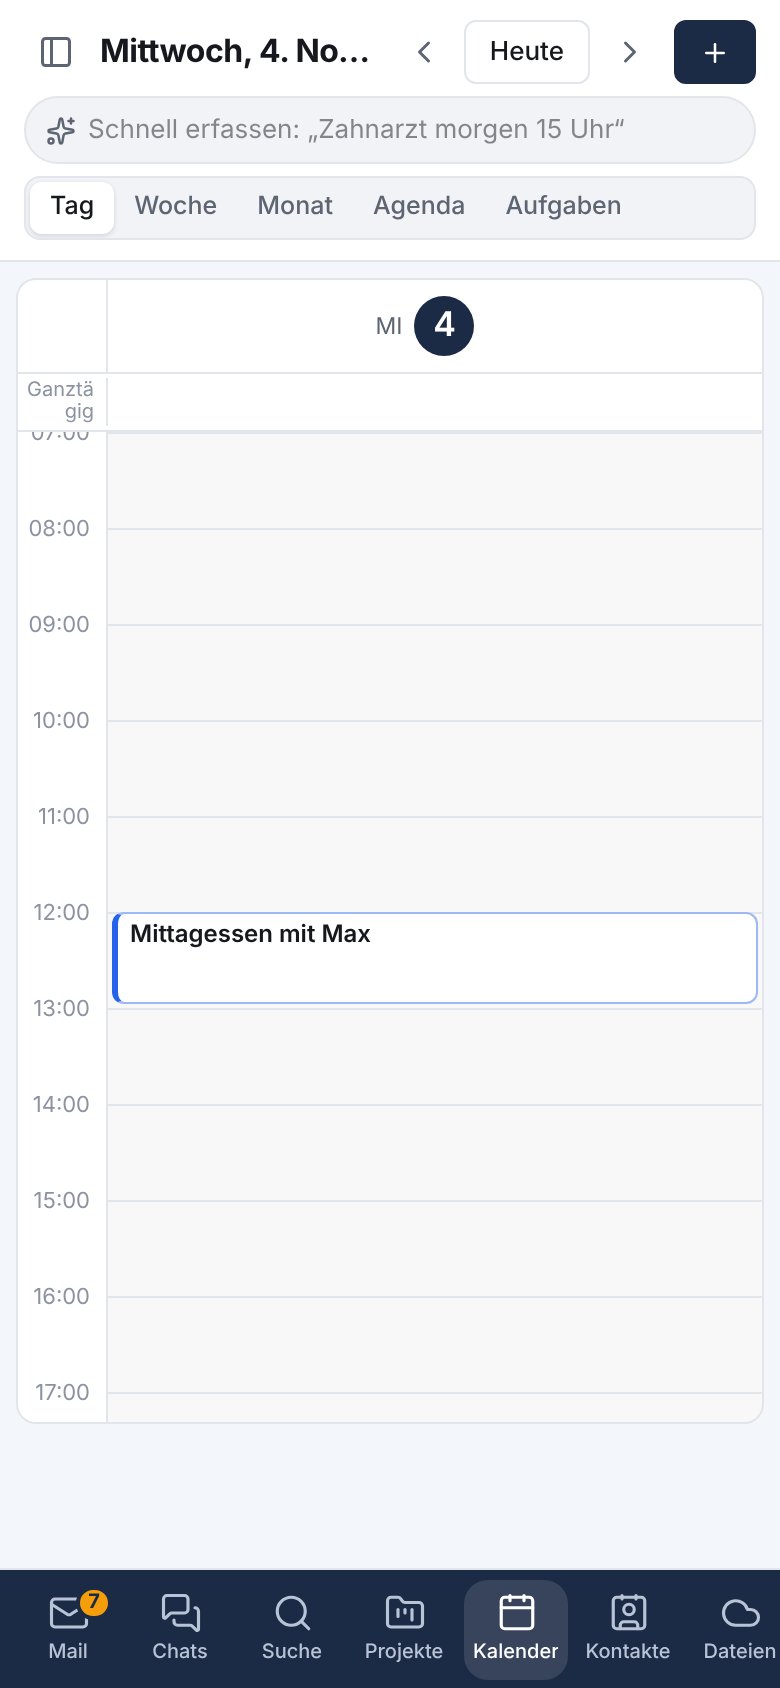 Mittwoch, 4. No...
Heute
Schnell erfassen: „Zahnarzt morgen 15 Uhr“
Tag Woche Monat Agenda Aufgaben
MI 4
Ganztä
gig
07:00
08:00
09:00
10:00
11:00
12:00
Mittagessen mit Max
13:00
14:00
15:00
16:00
17:00
7
Mail Chats Suche Projekte Kalender Kontakte Dateien